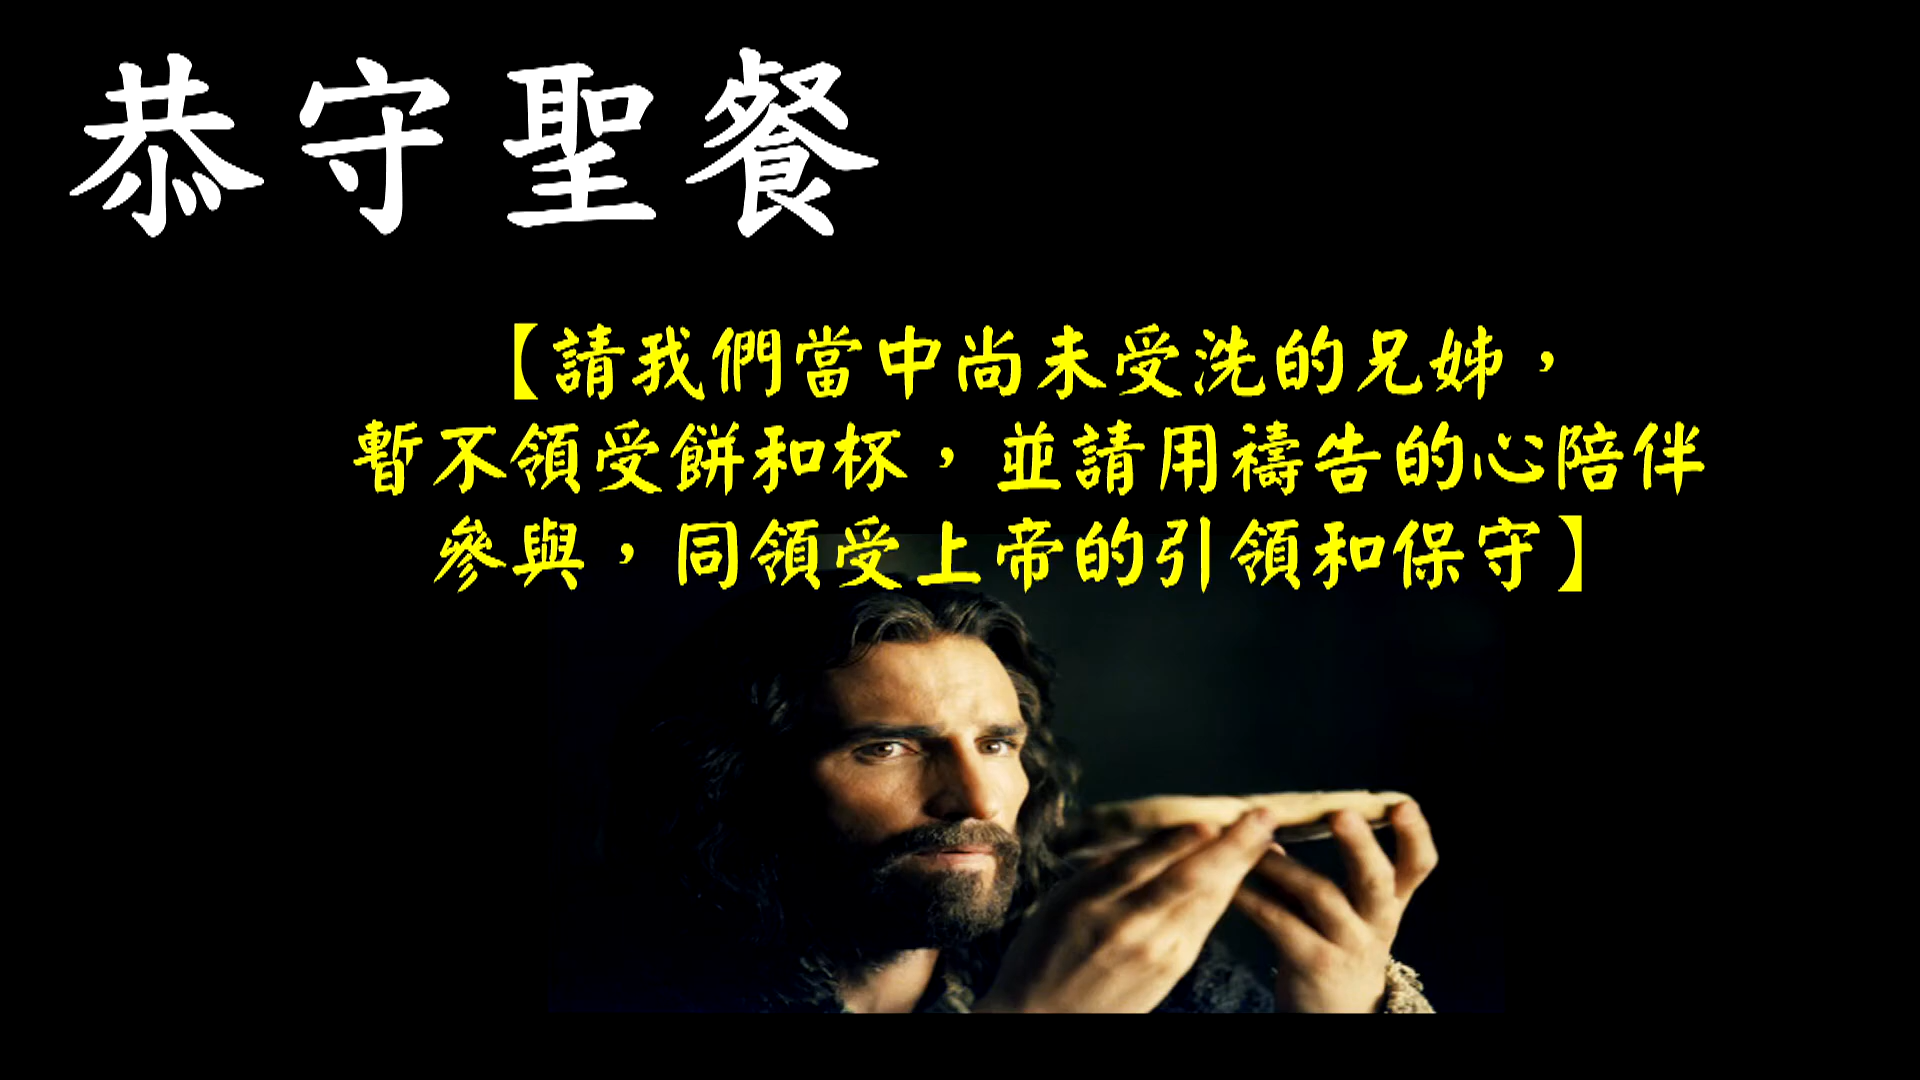 恭守聖餐
【請我們當中尚未受洗的兄姊，
暫不領受餅和杯，並請用禱告的心陪伴
參與，同領受上帝的引領和保守】